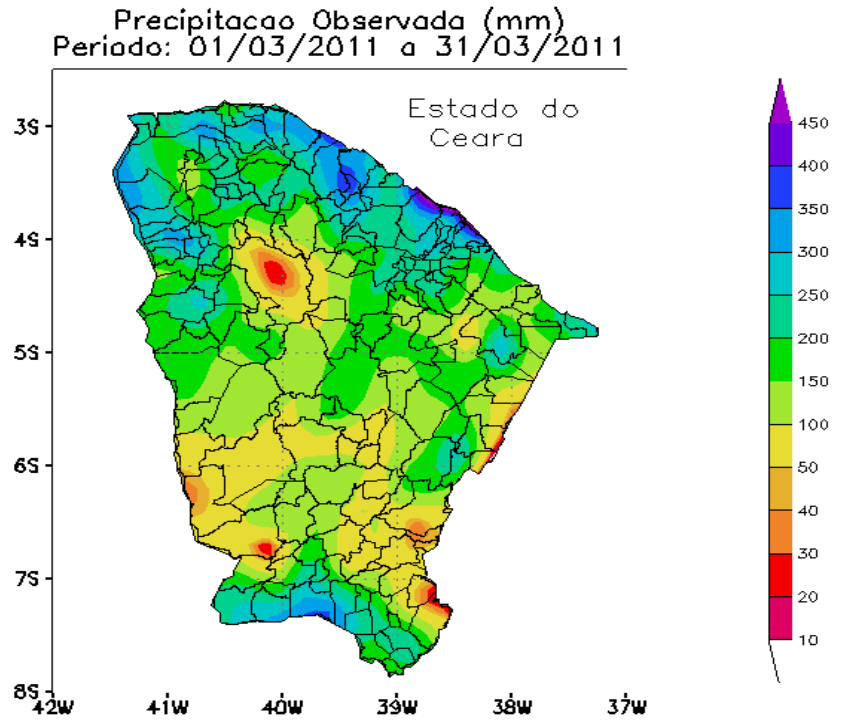 Precipitacao Observada (mm)
Periodo: 01/03/2011 a 31/03/2011
Estado do
Ceara
3S
4S
5S
6S
7S
8S
42W 41W 40W 39W 38W 37W
450
400
350
300
250
200
150
100
50
40
30
20
10